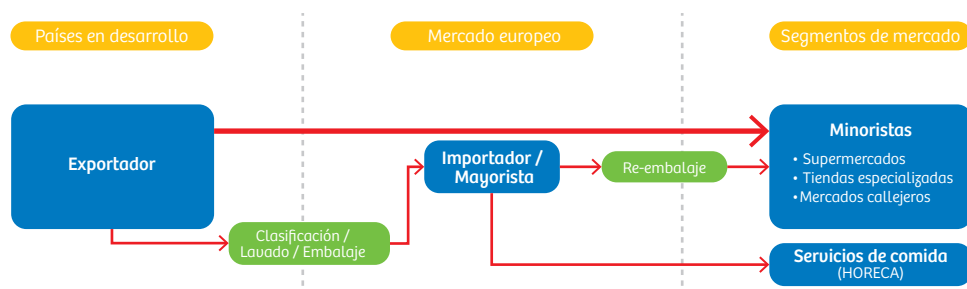 Países en desarrollo
Mercado europeo
Segmentos de mercado
Exportador
Clasificación /
Lavado / Embalaje
Importador /
Mayorista
Re-embalaje
Minoristas
• Supermercados
• Tiendas especializadas
• Mercados callejeros
Servicios de comida
(HORECA)